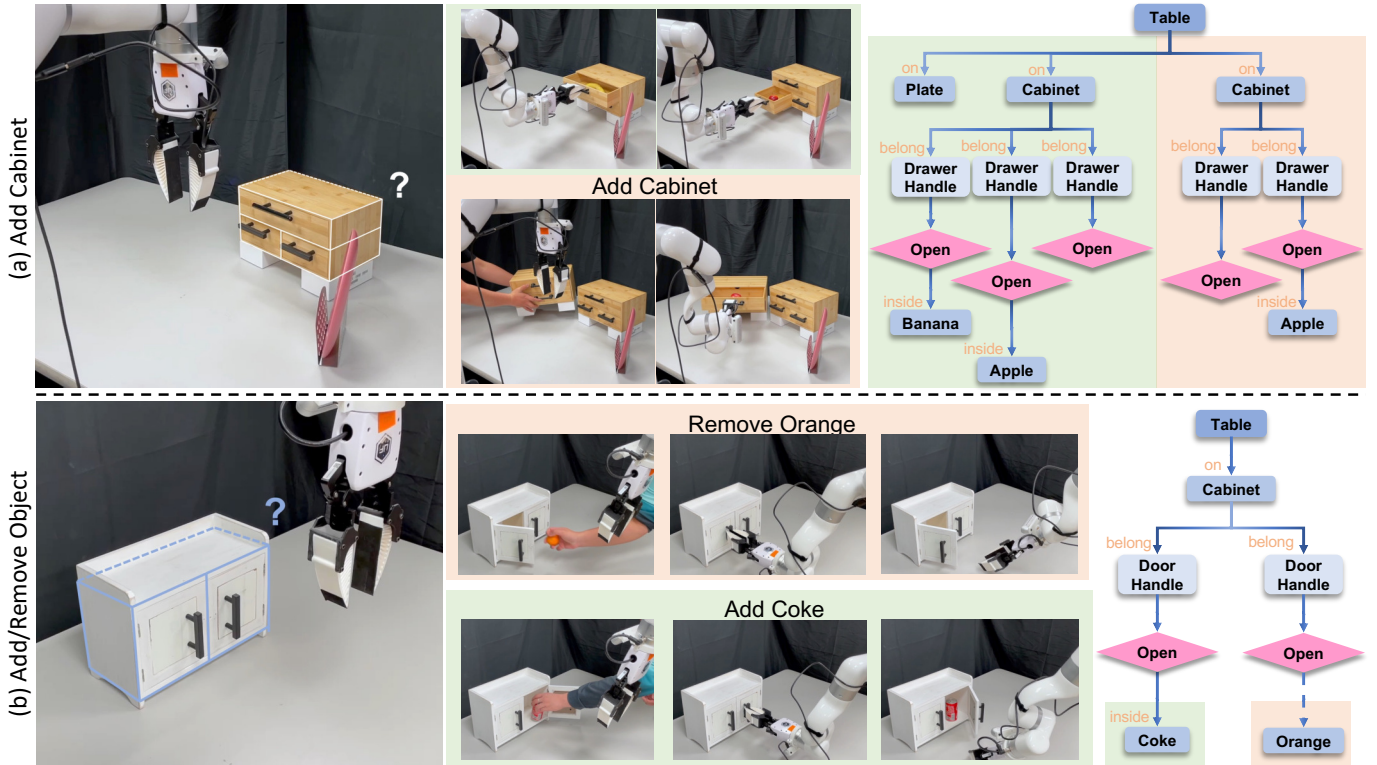 (a) Add Cabinet
?
Add Cabinet
Table
on
on
on
Plate
Cabinet
Cabinet
belong
belong
belong
belong
belong
Drawer
Handle
Drawer
Handle
Drawer
Handle
Drawer
Handle
Drawer
Handle
Open
Open
Open
Open
Open
inside
inside
Banana
Apple
inside
Apple
(b) Add/Remove Object
?
Remove Orange
Add Coke
Table
on
Cabinet
belong
belong
Door
Handle
Door
Handle
Open
Open
inside
Coke
Orange